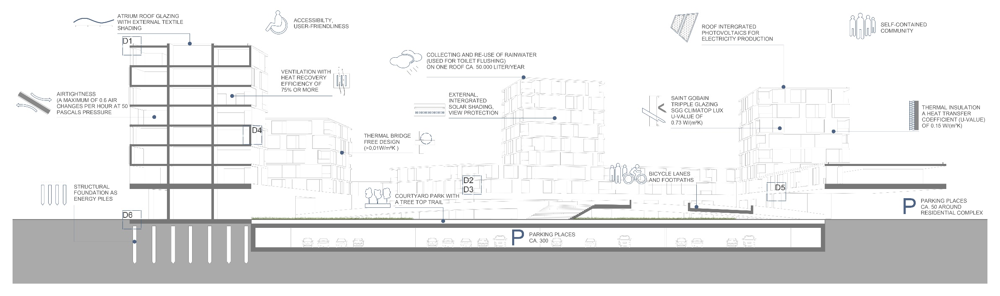 ATRIUM ROOF GLAZING
WITH EXTERNAL TEXTILE
SHADING
D1
ACCESSIBILTY,
USER-FRIENDLINESS
ROOF INTERGRATED
PHOTOVOLTAICS FOR
ELECTRICITY PRODUCTION
SELF-CONTAINED
COMMUNITY
COLLECTING AND RE-USE OF RAINWATER
(USED FOR TOILET FLUSHING)
ON ONE ROOF CA. 50.000 LITER/YEAR
VENTILATION WITH
HEAT RECOVERY
EFFICIENCY OF
75% OR MORE
AIRTIGHTNESS
(A MAXIMUM OF 0.6 AIR
CHANGES PER HOUR AT 50
PASCALS PRESSURE
EXTERNAL,
INTERGRATED
SOLAR SHADING,
VIEW PROTECTION
SAINT GOBAIN
TRIPPLE GLAZING
SGG CLIMATOP LUX
U-VALUE OF
0.73 W/(m²K)
THERMAL INSULATION
A HEAT TRANSFER
COEFFICIENT (U-VALUE)
OF 0.15 W/(m²K)
D4
THERMAL BRIDGE
FREE DESIGN
(>0,01W/m²K )
BICYCLE LANES
AND FOOTPATHS
D2
D3
D5
STRUCTURAL
FOUNDATION AS
ENERGY PILES
COURTYARD PARK WITH
A TREE TOP TRAIL
P
PARKING PLACES
CA. 50 AROUND
RESIDENTIAL COMPLEX
D6
P
PARKING PLACES
CA. 300